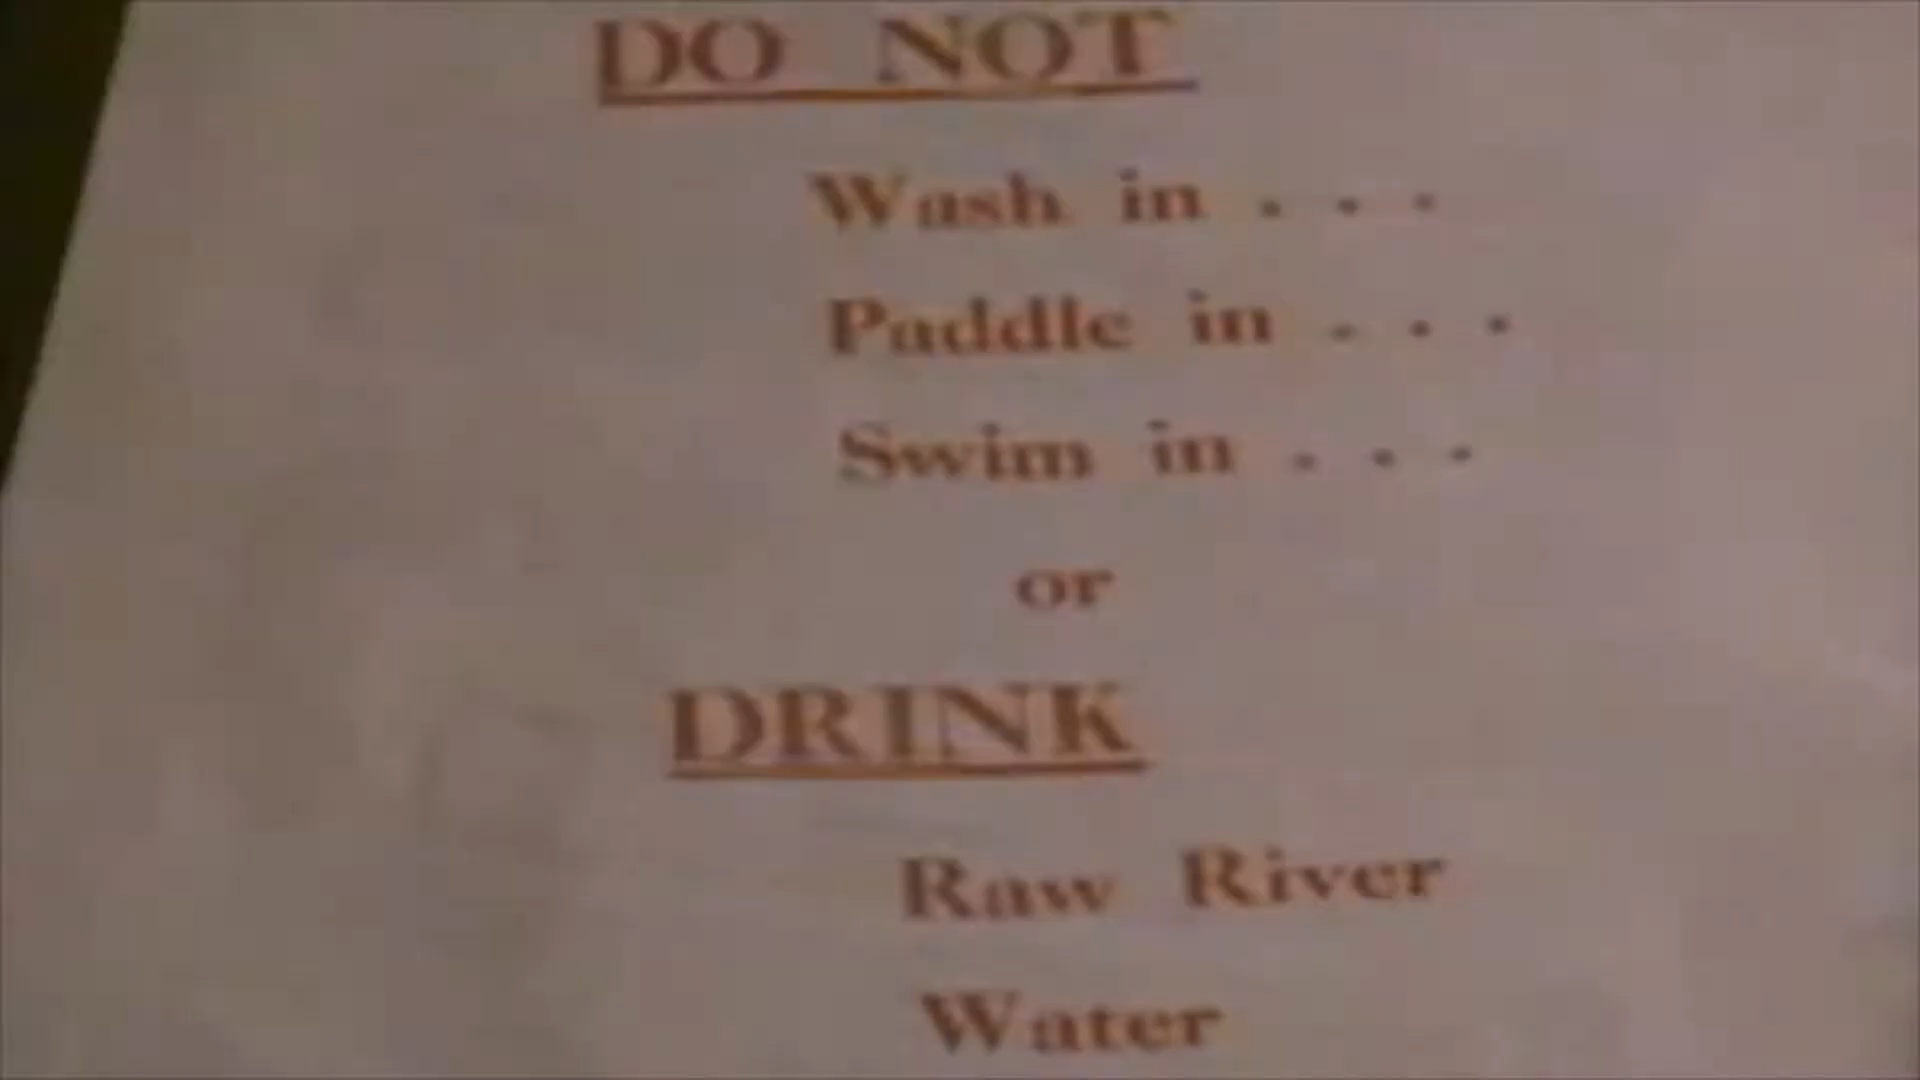 DO NOT
Wash in . . .
Paddle in . . .
Swim in . . .
or
DRINK
Raw River
Water